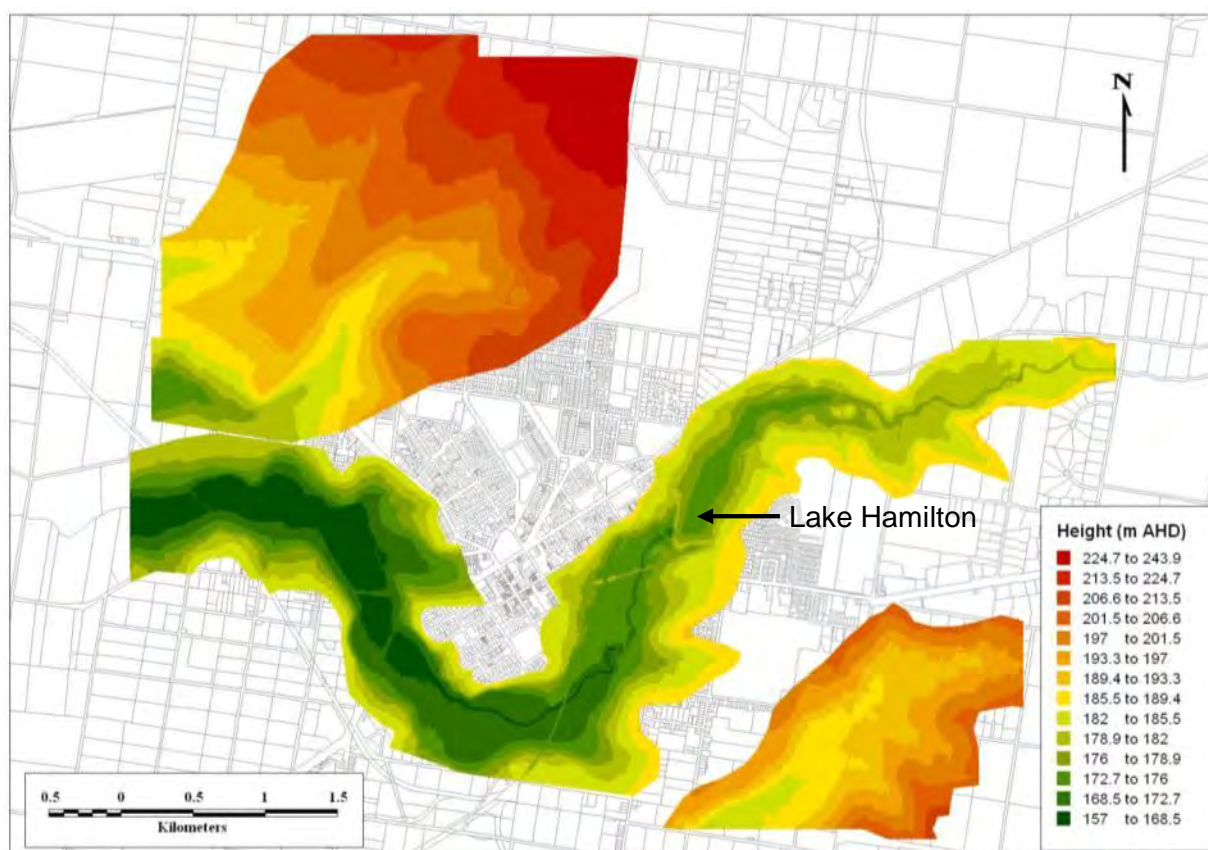 N
Lake Hamilton
Height (m AHD)
224.7 to 243.9
213.5 to 224.7
206.6 to 213.5
201.5 to 206.6
197 to 201.5
193.3 to 197
189.4 to 193.3
185.5 to 189.4
182 to 185.5
178.9 to 182
176 to 178.9
172.7 to 176
168.5 to 172.7
157 to 168.5
0.5 0 0.5 1 1.5
Kilometers